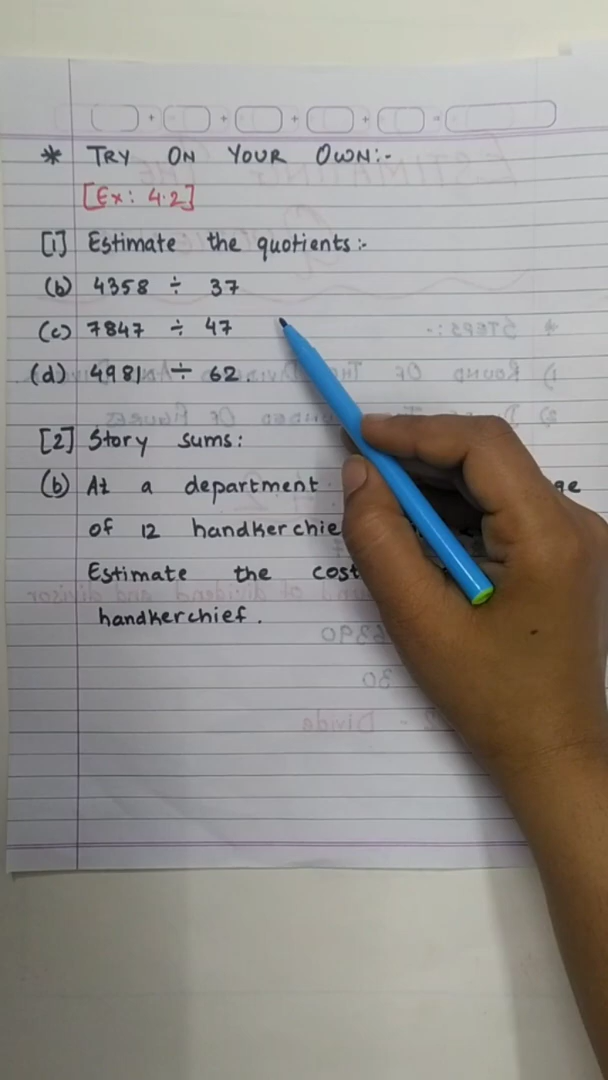 * TRY ON YOUR OWN:-
[Ex: 4.2]
[1] Estimate the quotients :-
(b) 4358 ÷ 37
(c) 7847 ÷ 47
(d) 4981 ÷ 62.
[2] Story sums:
(b) At a department
of 12 handkerchie
Estimate the cost
handkerchief.